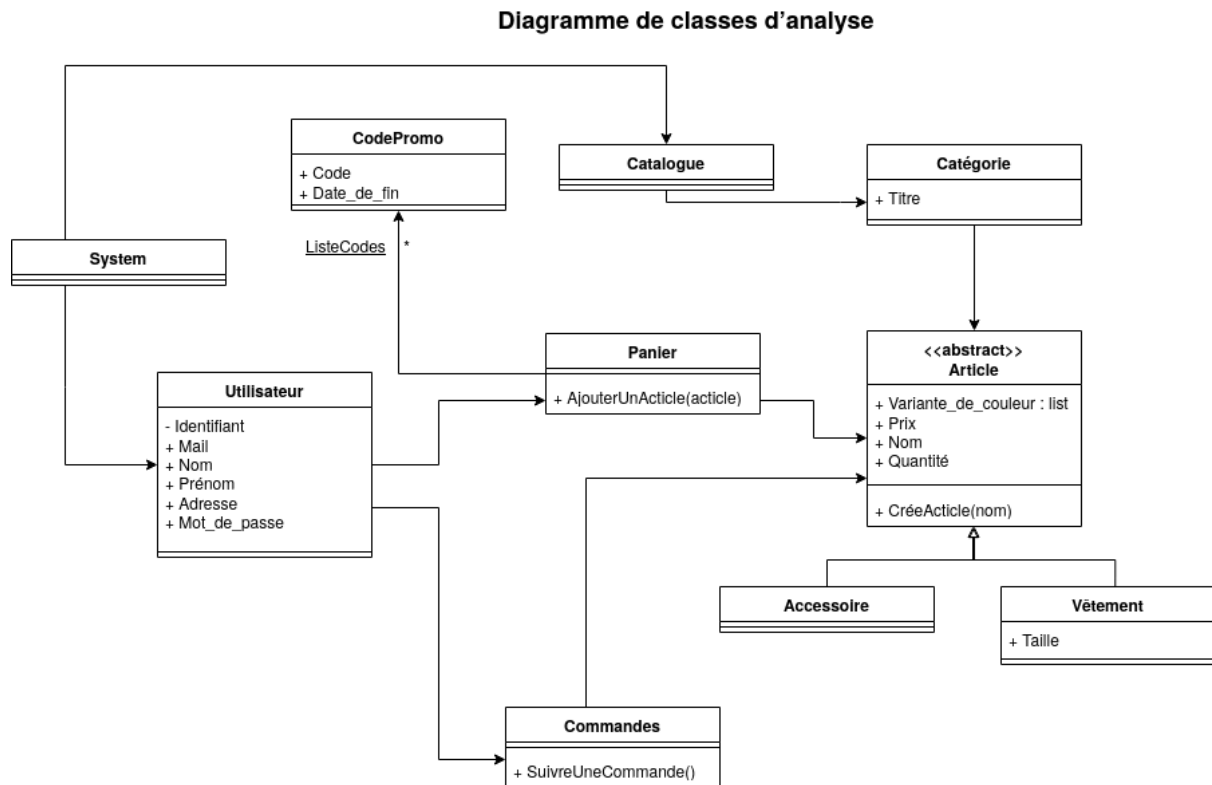 Diagramme de classes d'analyse
CodePromo
+ Code
+ Date_de_fin
Catalogue
Catégorie
+ Titre
ListeCodes
*
System
Utilisateur
- Identifiant
+ Mail
+ Nom
+ Prénom
+ Adresse
+ Mot_de_passe
Panier
+ AjouterUnActicle(acticle)
<<abstract>>
Article
+ Variante_de_couleur : list
+ Prix
+ Nom
+ Quantité
+ CréeActicle(nom)
Accessoire
Vêtement
+ Taille
Commandes
+ SuivreUneCommande()